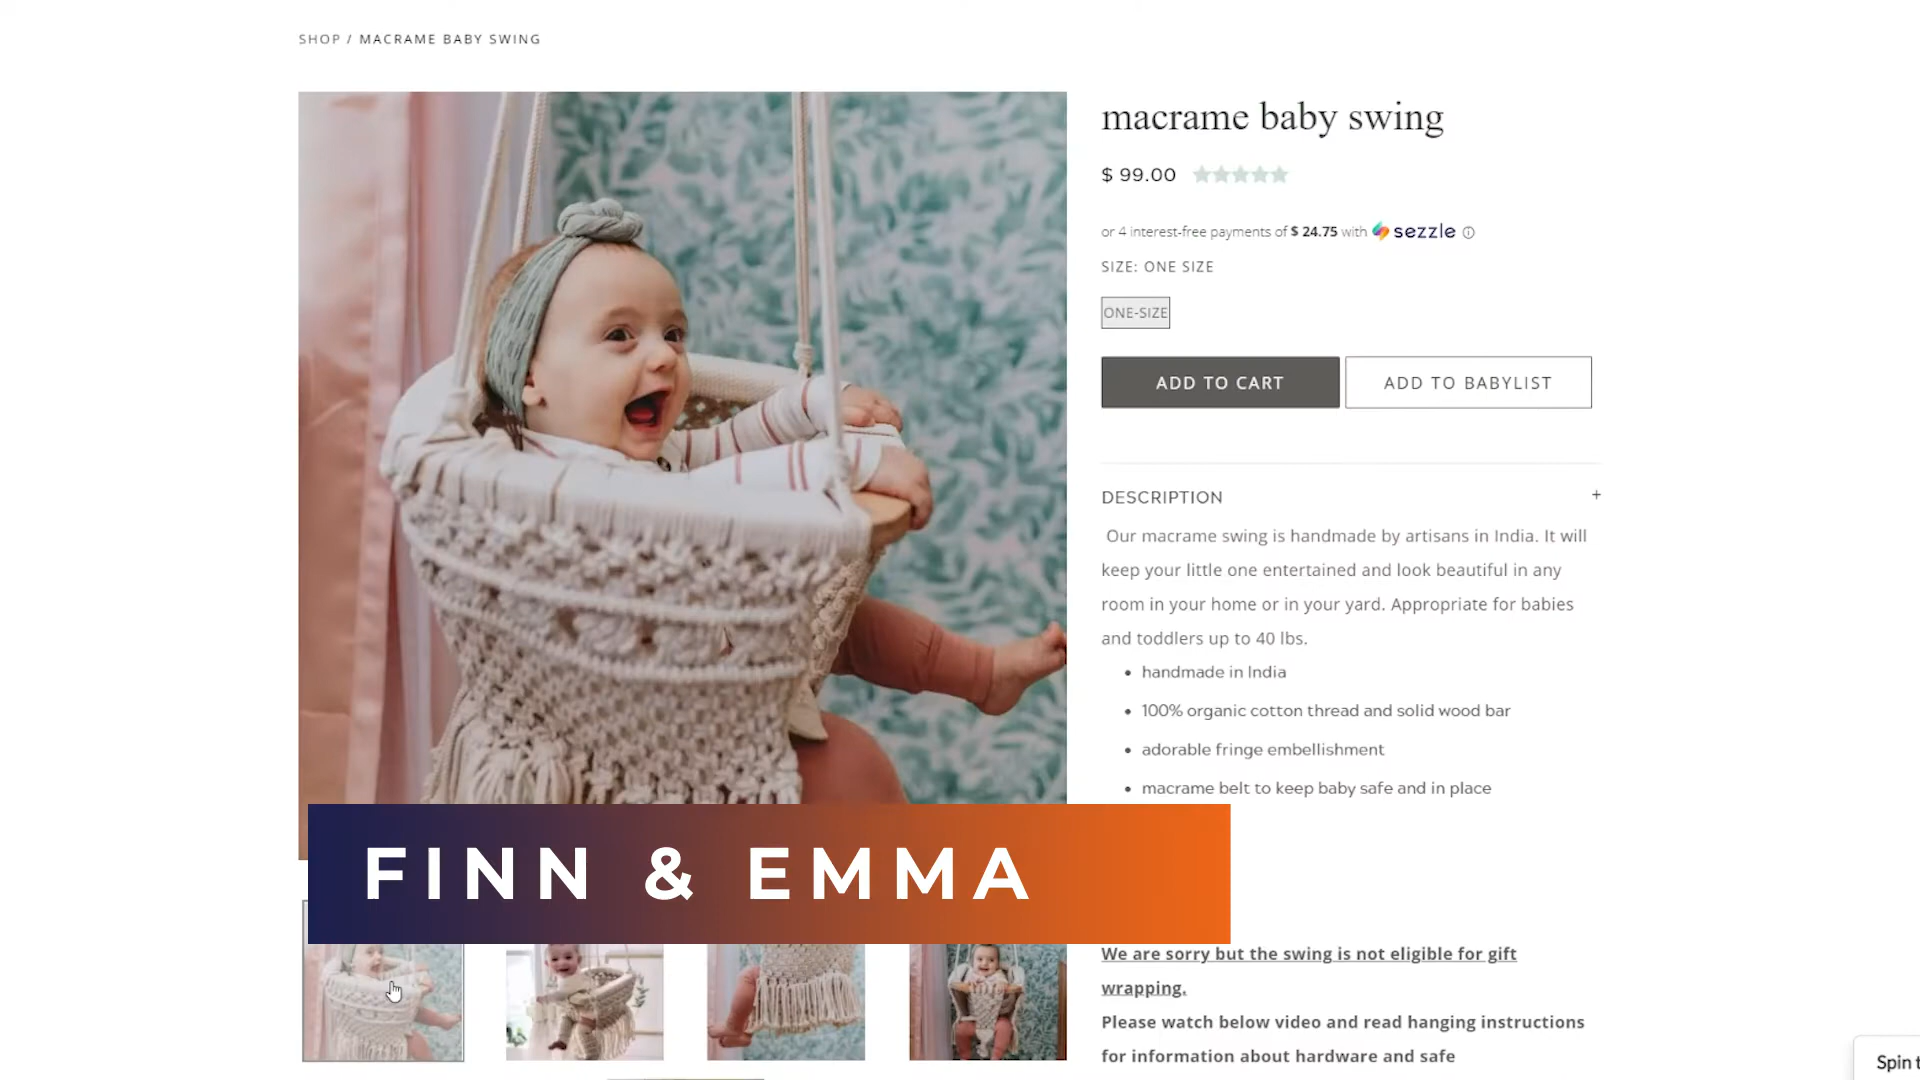 SHOP / MACRAME BABY SWING
macrame baby swing
$ 99.00
or 4 interest-free payments of $ 24.75 with sezzle
SIZE: ONE SIZE
ONE-SIZE
ADD TO CART
ADD TO BABYLIST
DESCRIPTION +
Our macrame swing is handmade by artisans in India. It will
keep your little one entertained and look beautiful in any
room in your home or in your yard. Appropriate for babies
and toddlers up to 40 lbs.
• handmade in India
• 100% organic cotton thread and solid wood bar
• adorable fringe embellishment
• macrame belt to keep baby safe and in place
FINN & EMMA
We are sorry but the swing is not eligible for gift
wrapping.
Please watch below video and read hanging instructions
for information about hardware and safe
Spin